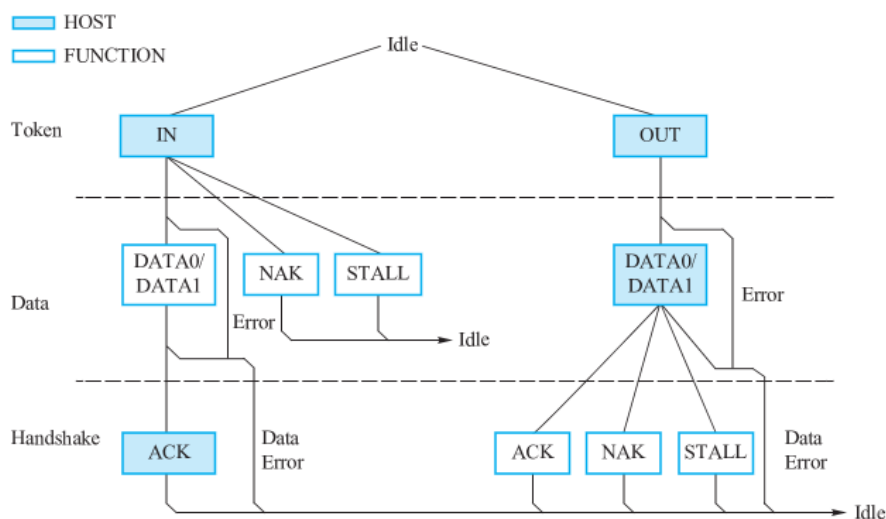 HOST
FUNCTION
Idle
Token
IN
OUT
DATA0/
DATA1
NAK
STALL
DATA0/
DATA1
Data
Error
Error
Idle
Handshake
ACK
Data
Error
ACK
NAK
STALL
Data
Error
Idle